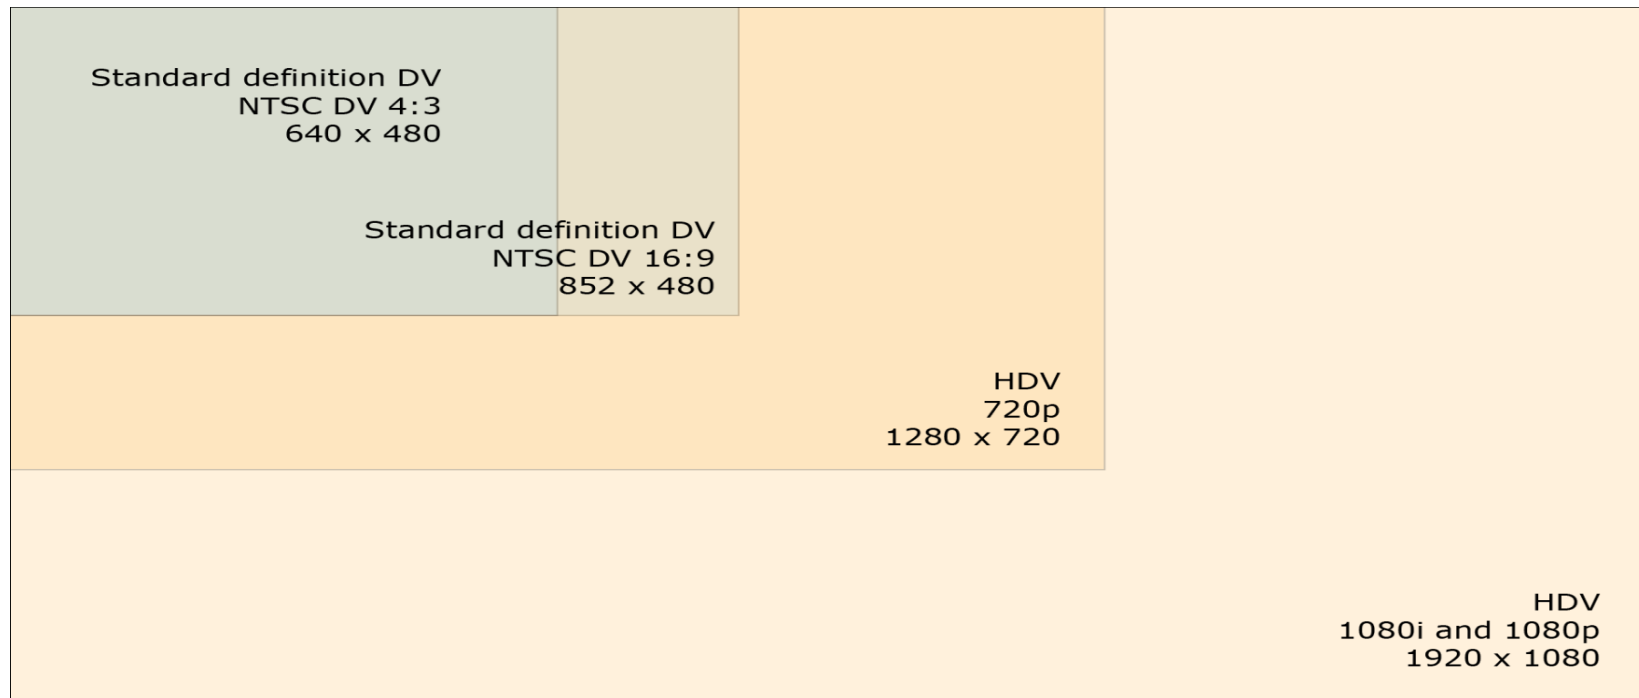 Standard definition DV
NTSC DV 4:3
640 x 480
Standard definition DV
NTSC DV 16:9
852 x 480
HDV
720p
1280 x 720
HDV
1080i and 1080p
1920 x 1080